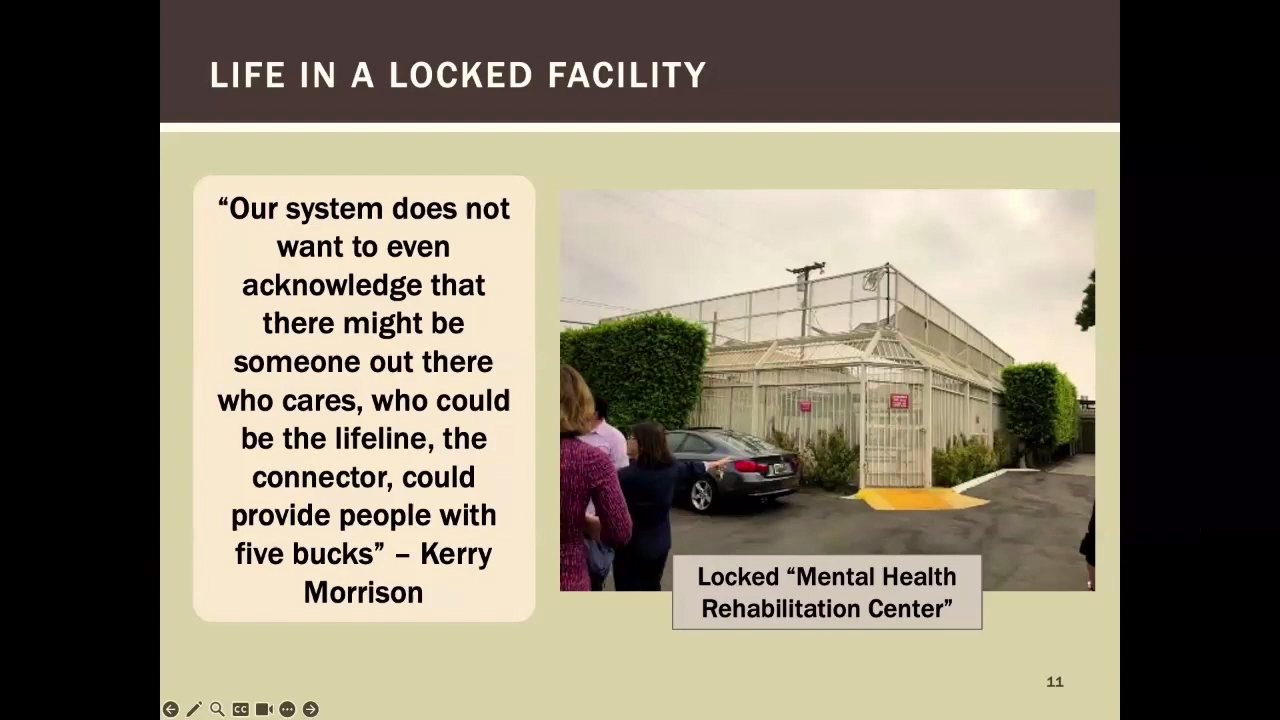 LIFE IN A LOCKED FACILITY
“Our system does not
want to even
acknowledge that
there might be
someone out there
who cares, who could
be the lifeline, the
connector, could
provide people with
five bucks” – Kerry
Morrison
Locked “Mental Health
Rehabilitation Center”
11
CC